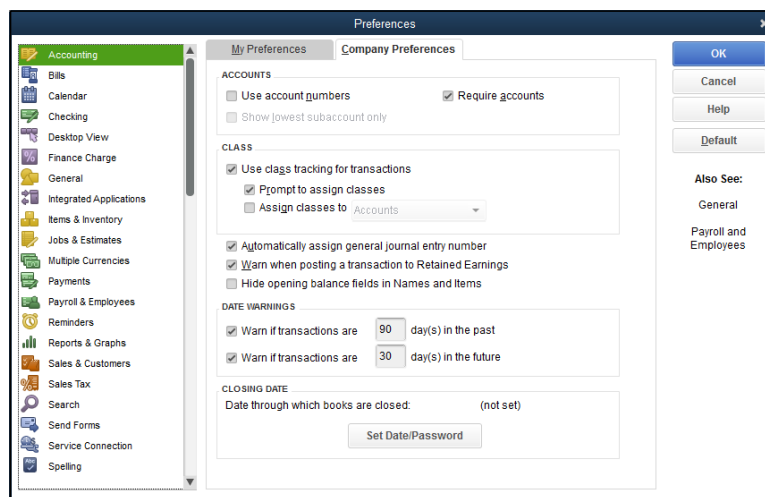 Preferences
Accounting
Bills
Calendar
Checking
Desktop View
Finance Charge
General
Integrated Applications
Items & Inventory
Jobs & Estimates
Multiple Currencies
Payments
Payroll & Employees
Reminders
Reports & Graphs
Sales & Customers
Sales Tax
Search
Send Forms
Service Connection
Spelling
My Preferences
Company Preferences
ACCOUNTS
Use account numbers
Require accounts
Show lowest subaccount only
CLASS
Use class tracking for transactions
Prompt to assign classes
Assign classes to Accounts
Automatically assign general journal entry number
Warn when posting a transaction to Retained Earnings
Hide opening balance fields in Names and Items
DATE WARNINGS
Warn if transactions are 90 day(s) in the past
Warn if transactions are 30 day(s) in the future
CLOSING DATE
Date through which books are closed: (not set)
Set Date/Password
OK
Cancel
Help
Default
Also See:
General
Payroll and
Employees